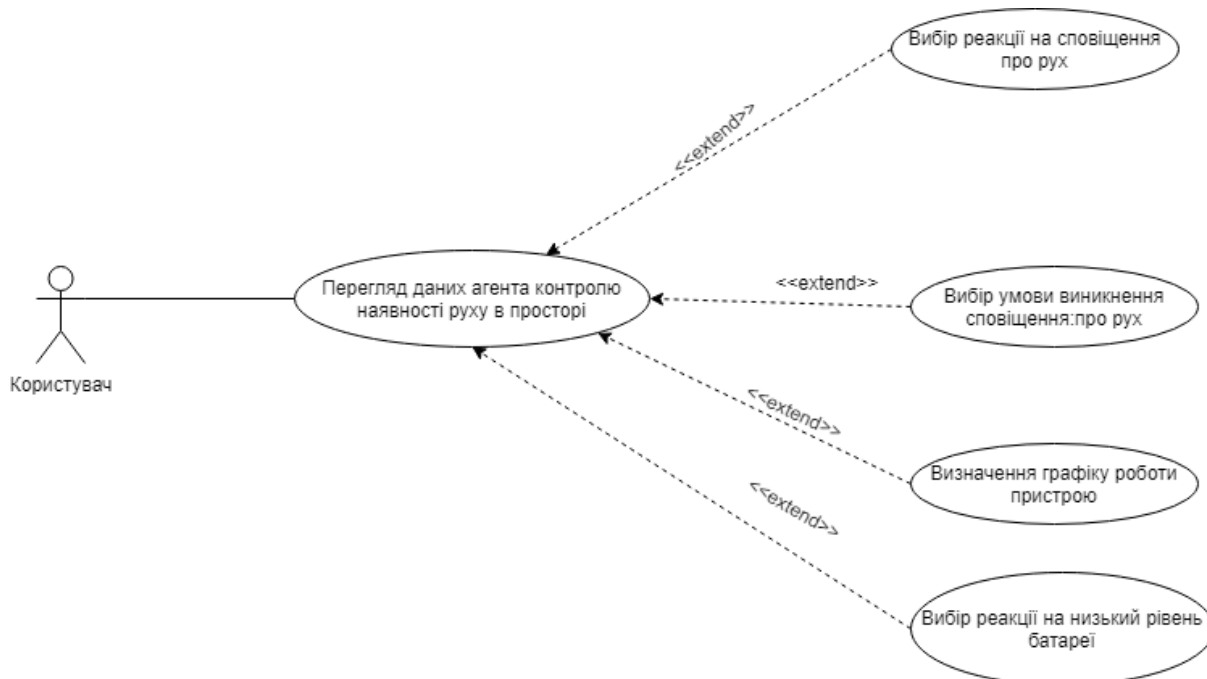 Вибір реакції на сповіщення
про рух
<<extend>>
Перегляд даних агента контролю
наявності руху в просторі
<<extend>>
Вибір умови виникнення
сповіщення:про рух
Користувач
<<extend>>
Визначення графіку роботи
пристрою
<<extend>>
Вибір реакції на низький рівень
батареї